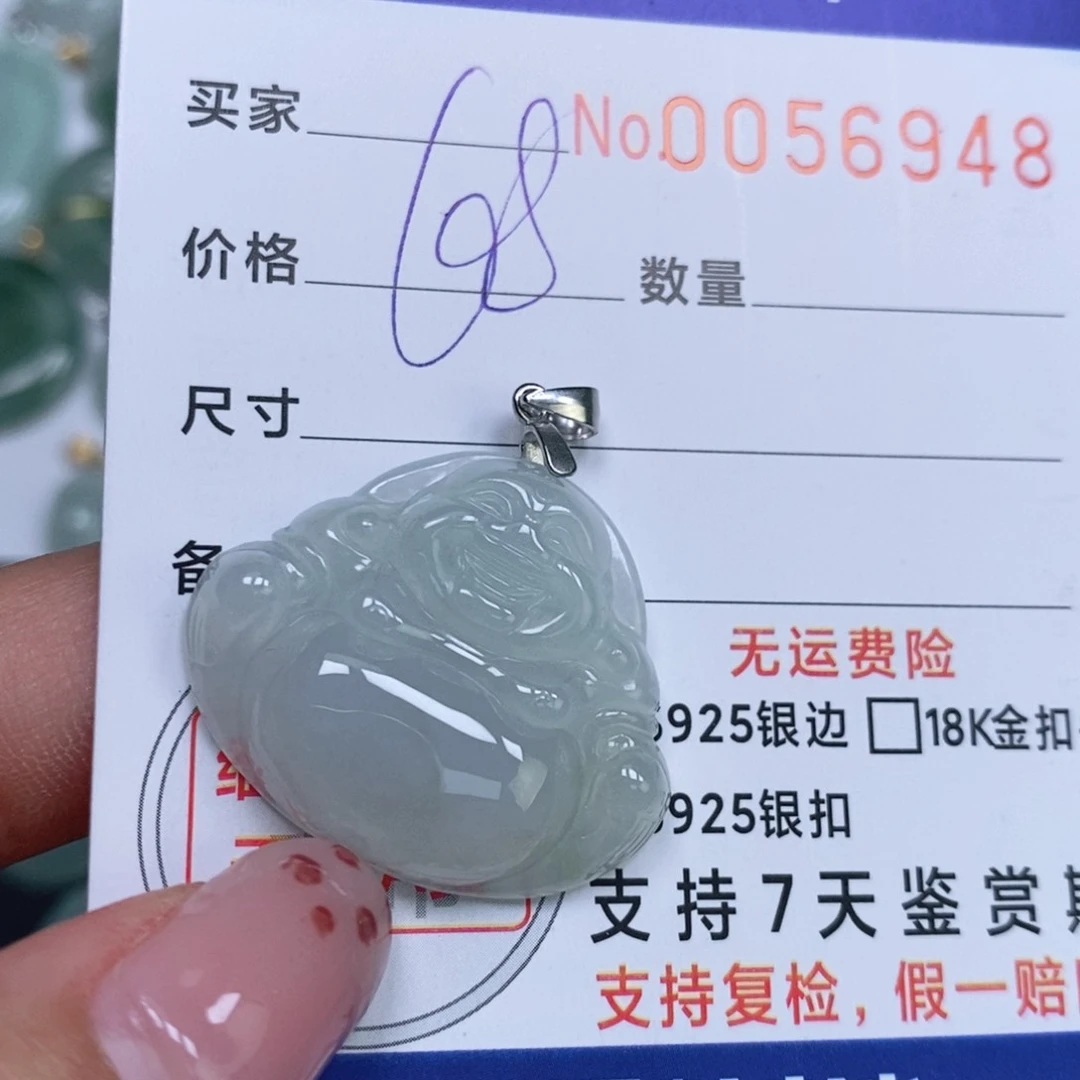 买家 No.0056948
价格 68 数量
尺寸
备
无运费险
S925银边 □18K金扣
S925银扣
支持7天鉴赏
支持复检，假一赔